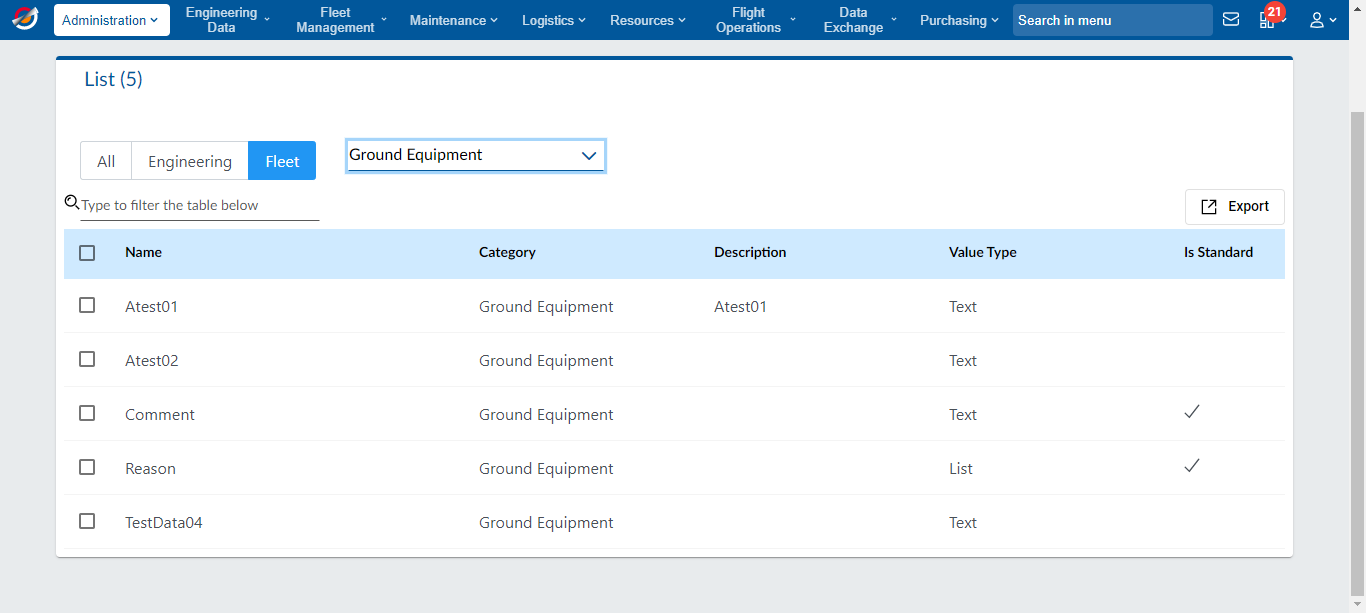 Administration
Engineering Data
Fleet Management
Maintenance
Logistics
Resources
Flight Operations
Data Exchange
Purchasing
Search in menu
21
List (5)
All Engineering Fleet Ground Equipment
Type to filter the table below
Export
Name Category Description Value Type Is Standard
Atest01 Ground Equipment Atest01 Text
Atest02 Ground Equipment Text
Comment Ground Equipment Text
Reason Ground Equipment List
TestData04 Ground Equipment Text